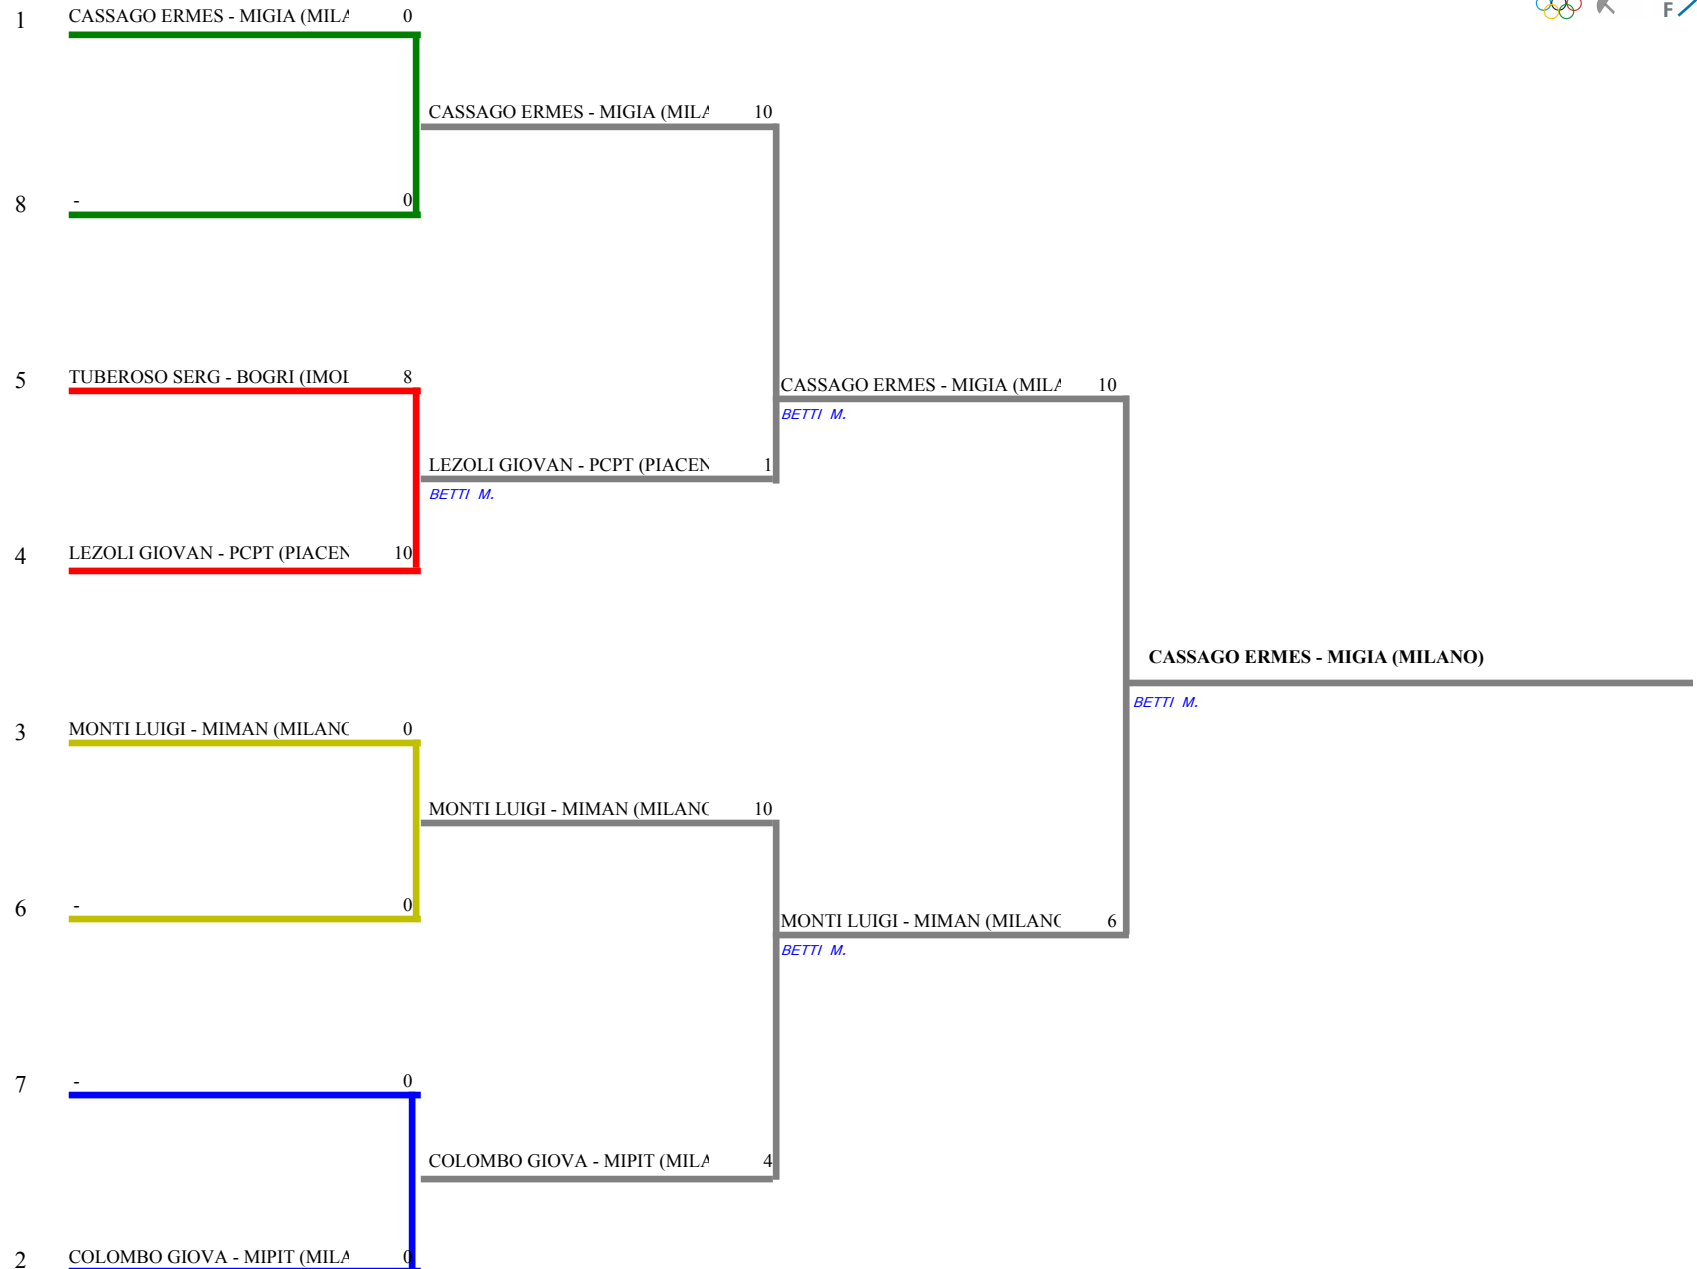 1 CASSAGO ERMES - MIGIA (MILA 0
F
CASSAGO ERMES - MIGIA (MILA 10
8 - 0
5 TUBEROSO SERG - BOGRI (IMOL 8
CASSAGO ERMES - MIGIA (MILA 10
BETTI M.
LEZOLI GIOVAN - PCPT (PIACEN 1
BETTI M.
4 LEZOLI GIOVAN - PCPT (PIACEN 10
CASSAGO ERMES - MIGIA (MILANO)
BETTI M.
3 MONTI LUIGI - MIMAN (MILANO 0
MONTI LUIGI - MIMAN (MILANO 10
6 - 0
MONTI LUIGI - MIMAN (MILANO 6
BETTI M.
7 - 0
COLOMBO GIOVA - MIPIT (MILA 4
2 COLOMBO GIOVA - MIPIT (MILA 0